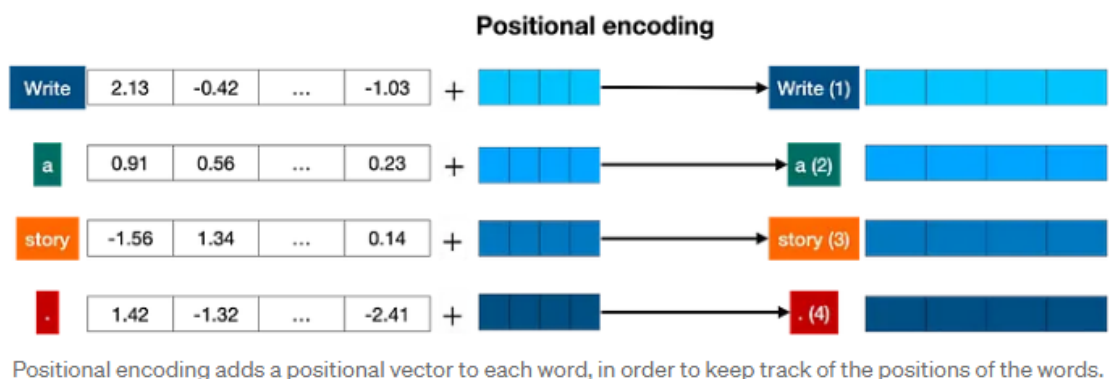 Positional encoding
Write 2.13 -0.42 ... -1.03 + Write (1)
a 0.91 0.56 ... 0.23 + a (2)
story -1.56 1.34 ... 0.14 + story (3)
. 1.42 -1.32 ... -2.41 + . (4)
Positional encoding adds a positional vector to each word, in order to keep track of the positions of the words.